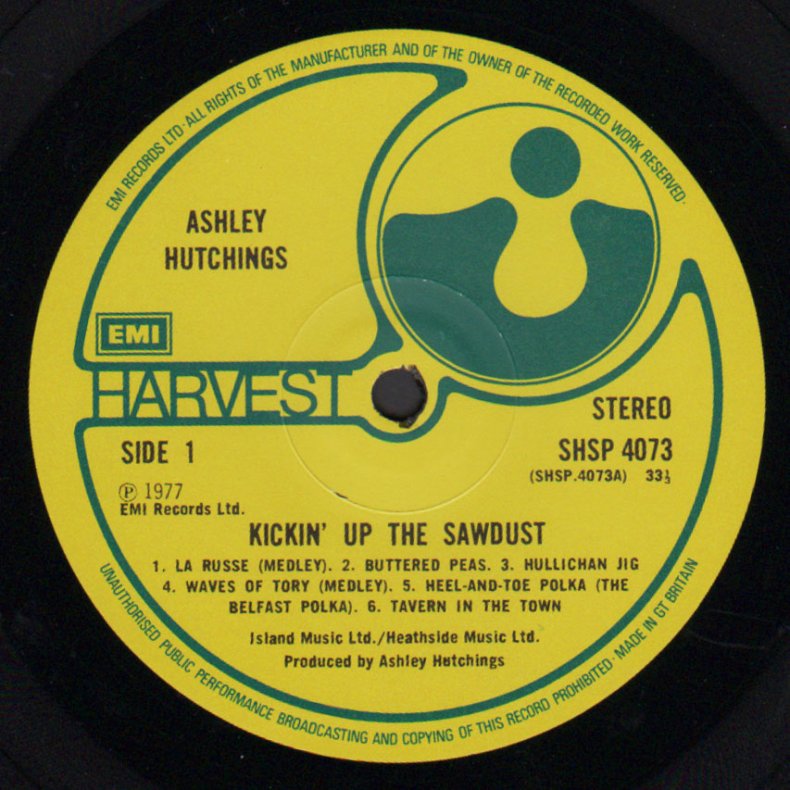 EMI RECORDS LTD·ALL RIGHTS OF THE MANUFACTURER AND OF THE OWNER OF THE RECORDED WORK RESERVED·
ASHLEY
HUTCHINGS
EMI
HARVEST
STEREO
SIDE 1
SHSP 4073
(SHSP.4073A) 33⅓
℗ 1977
EMI Records Ltd.
KICKIN' UP THE SAWDUST
1. LA RUSSE (MEDLEY). 2. BUTTERED PEAS. 3. HULLICHAN JIG
4. WAVES OF TORY (MEDLEY). 5. HEEL-AND-TOE POLKA (THE
BELFAST POLKA). 6. TAVERN IN THE TOWN
Island Music Ltd./Heathside Music Ltd.
Produced by Ashley Hutchings
UNAUTHORISED PUBLIC PERFORMANCE BROADCASTING AND COPYING OF THIS RECORD PROHIBITED·MADE IN GT BRITAIN